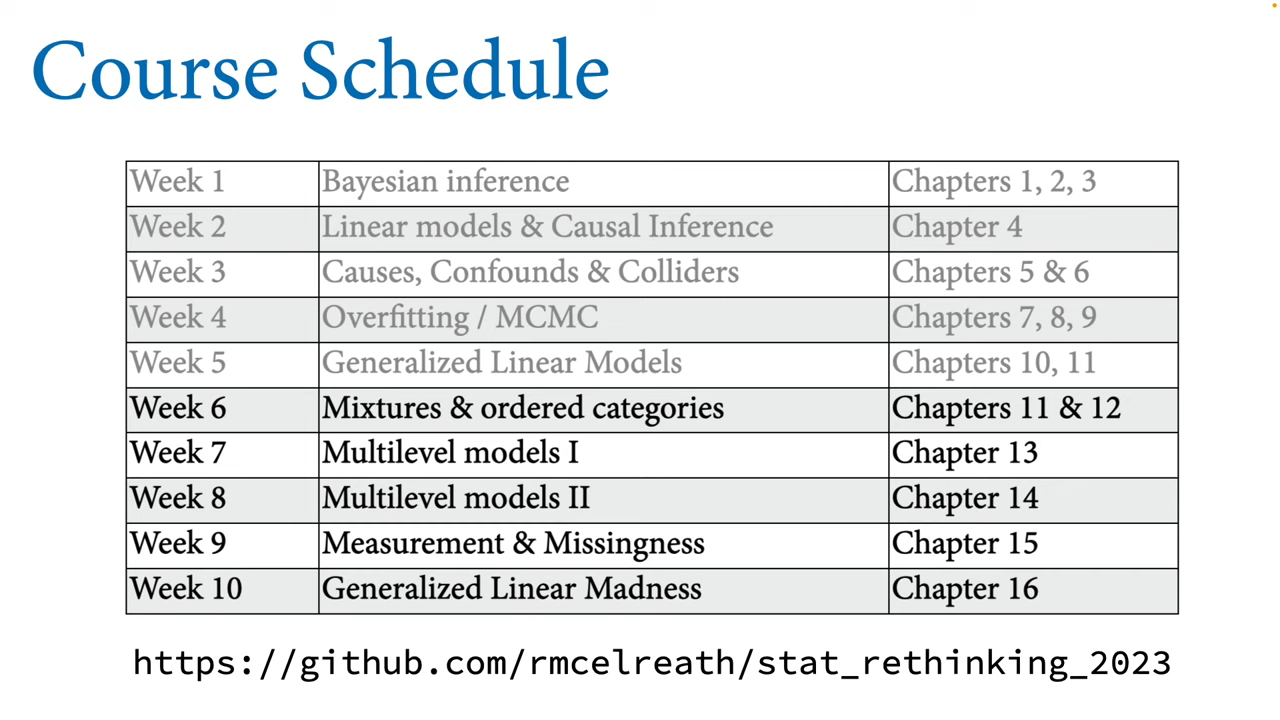 Course Schedule
Week 1 Bayesian inference Chapters 1, 2, 3
Week 2 Linear models & Causal Inference Chapter 4
Week 3 Causes, Confounds & Colliders Chapters 5 & 6
Week 4 Overfitting / MCMC Chapters 7, 8, 9
Week 5 Generalized Linear Models Chapters 10, 11
Week 6 Mixtures & ordered categories Chapters 11 & 12
Week 7 Multilevel models I Chapter 13
Week 8 Multilevel models II Chapter 14
Week 9 Measurement & Missingness Chapter 15
Week 10 Generalized Linear Madness Chapter 16
https://github.com/rmcelreath/stat_rethinking_2023